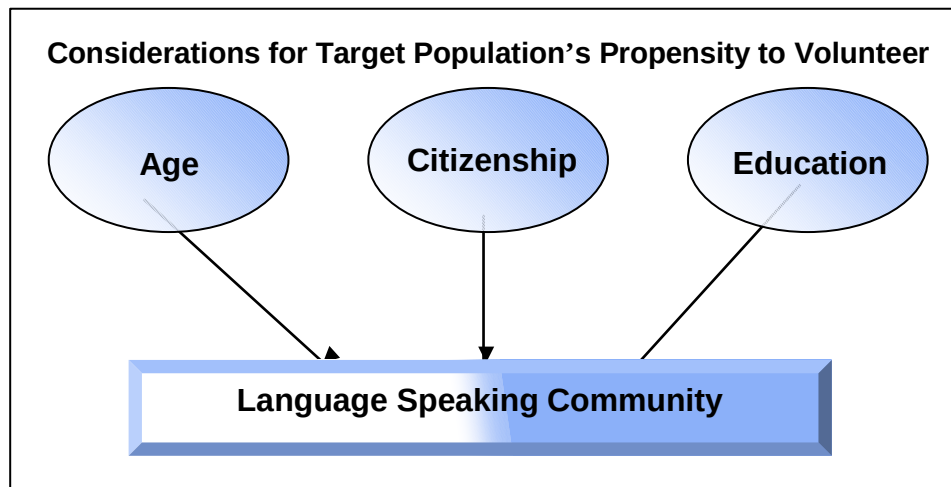 Considerations for Target Population’s Propensity to Volunteer
Age
Citizenship
Education
Language Speaking Community